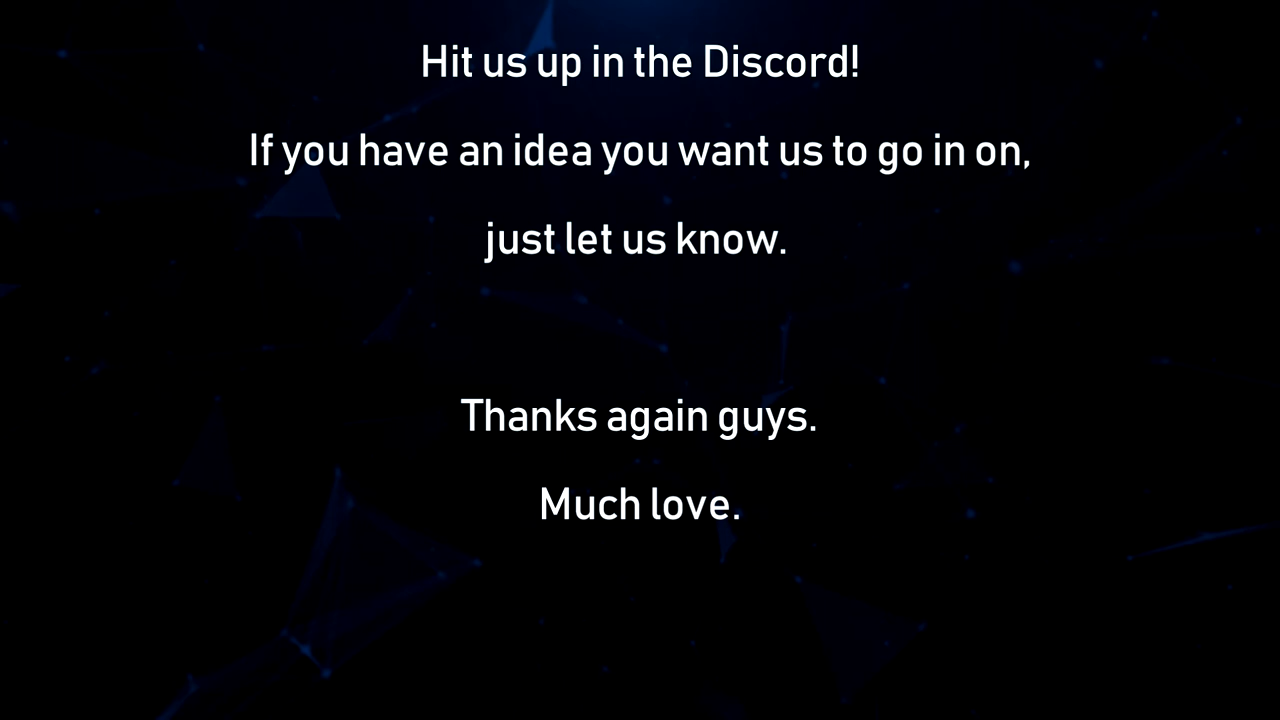 Hit us up in the Discord!
If you have an idea you want us to go in on,
just let us know.
Thanks again guys.
Much love.